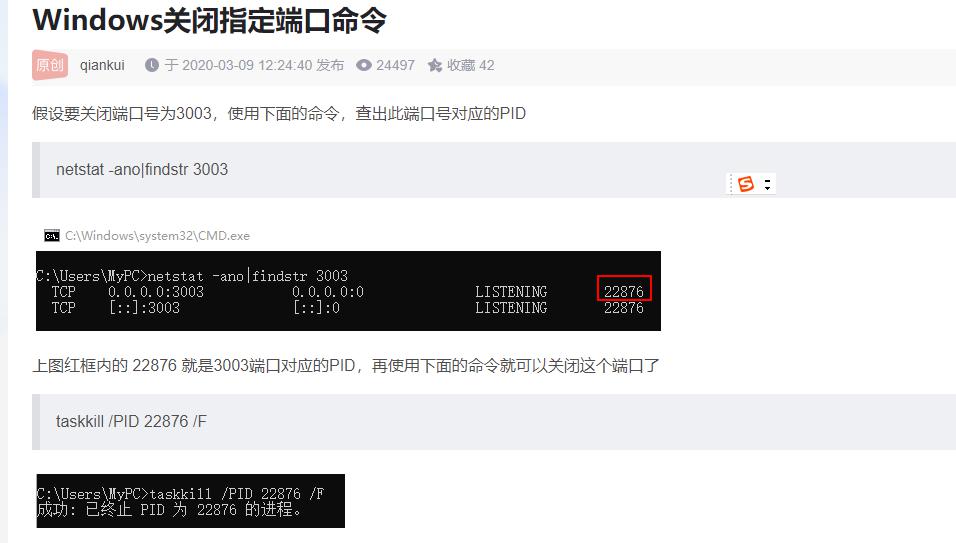 Windows关闭指定端口命令
原创 qiankui 于 2020-03-09 12:24:40 发布 24497 收藏 42
假设要关闭端口号为3003，使用下面的命令，查出此端口号对应的PID
netstat -ano|findstr 3003
C:\Windows\system32\CMD.exe
C:\Users\MyPC>netstat -ano|findstr 3003
TCP 0.0.0.0:3003 0.0.0.0:0 LISTENING 22876
TCP [::]:3003 [::]:0 LISTENING 22876
上图红框内的 22876 就是3003端口对应的PID，再使用下面的命令就可以关闭这个端口了
taskkill /PID 22876 /F
C:\Users\MyPC>taskkill /PID 22876 /F
成功: 已终止 PID 为 22876 的进程。